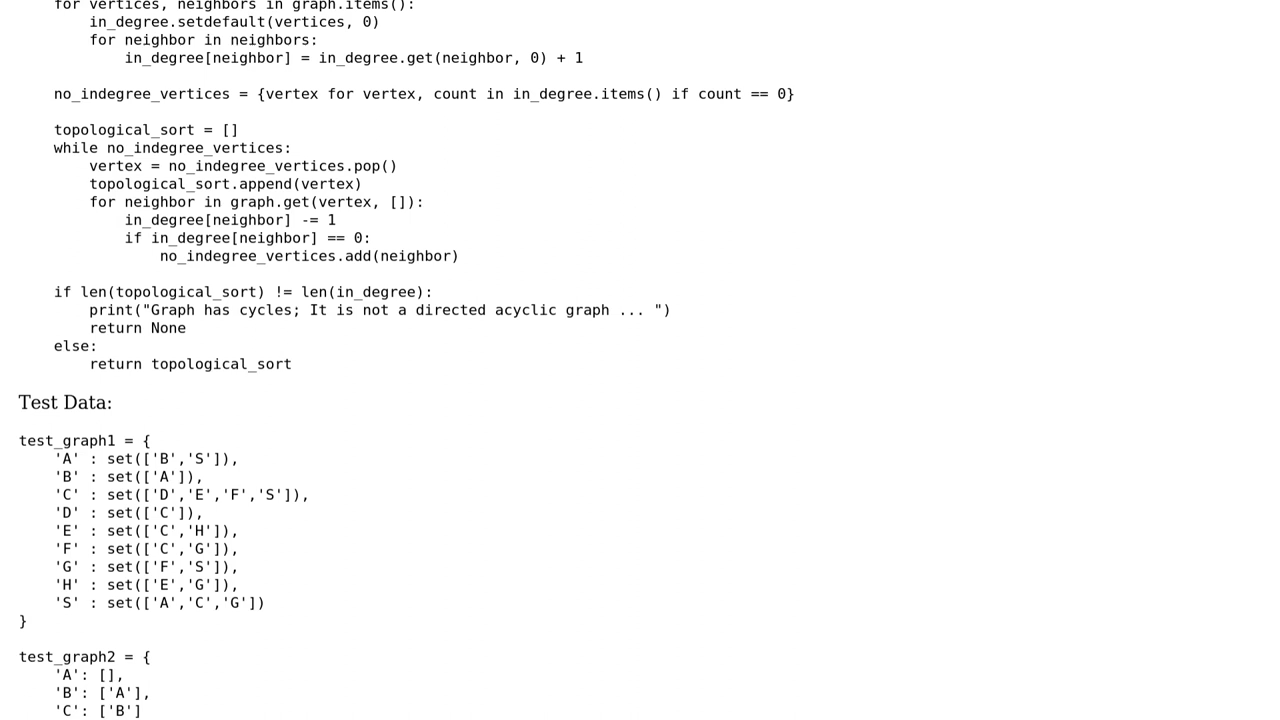 for vertices, neighbors in graph.items():
in_degree.setdefault(vertices, 0)
for neighbor in neighbors:
in_degree[neighbor] = in_degree.get(neighbor, 0) + 1
no_indegree_vertices = {vertex for vertex, count in in_degree.items() if count == 0}
topological_sort = []
while no_indegree_vertices:
vertex = no_indegree_vertices.pop()
topological_sort.append(vertex)
for neighbor in graph.get(vertex, []):
in_degree[neighbor] -= 1
if in_degree[neighbor] == 0:
no_indegree_vertices.add(neighbor)
if len(topological_sort) != len(in_degree):
print("Graph has cycles; It is not a directed acyclic graph ... ")
return None
else:
return topological_sort
Test Data:
test_graph1 = {
'A' : set(['B','S']),
'B' : set(['A']),
'C' : set(['D','E','F','S']),
'D' : set(['C']),
'E' : set(['C','H']),
'F' : set(['C','G']),
'G' : set(['F','S']),
'H' : set(['E','G']),
'S' : set(['A','C','G'])
}
test_graph2 = {
'A': [],
'B': ['A'],
'C': ['B']